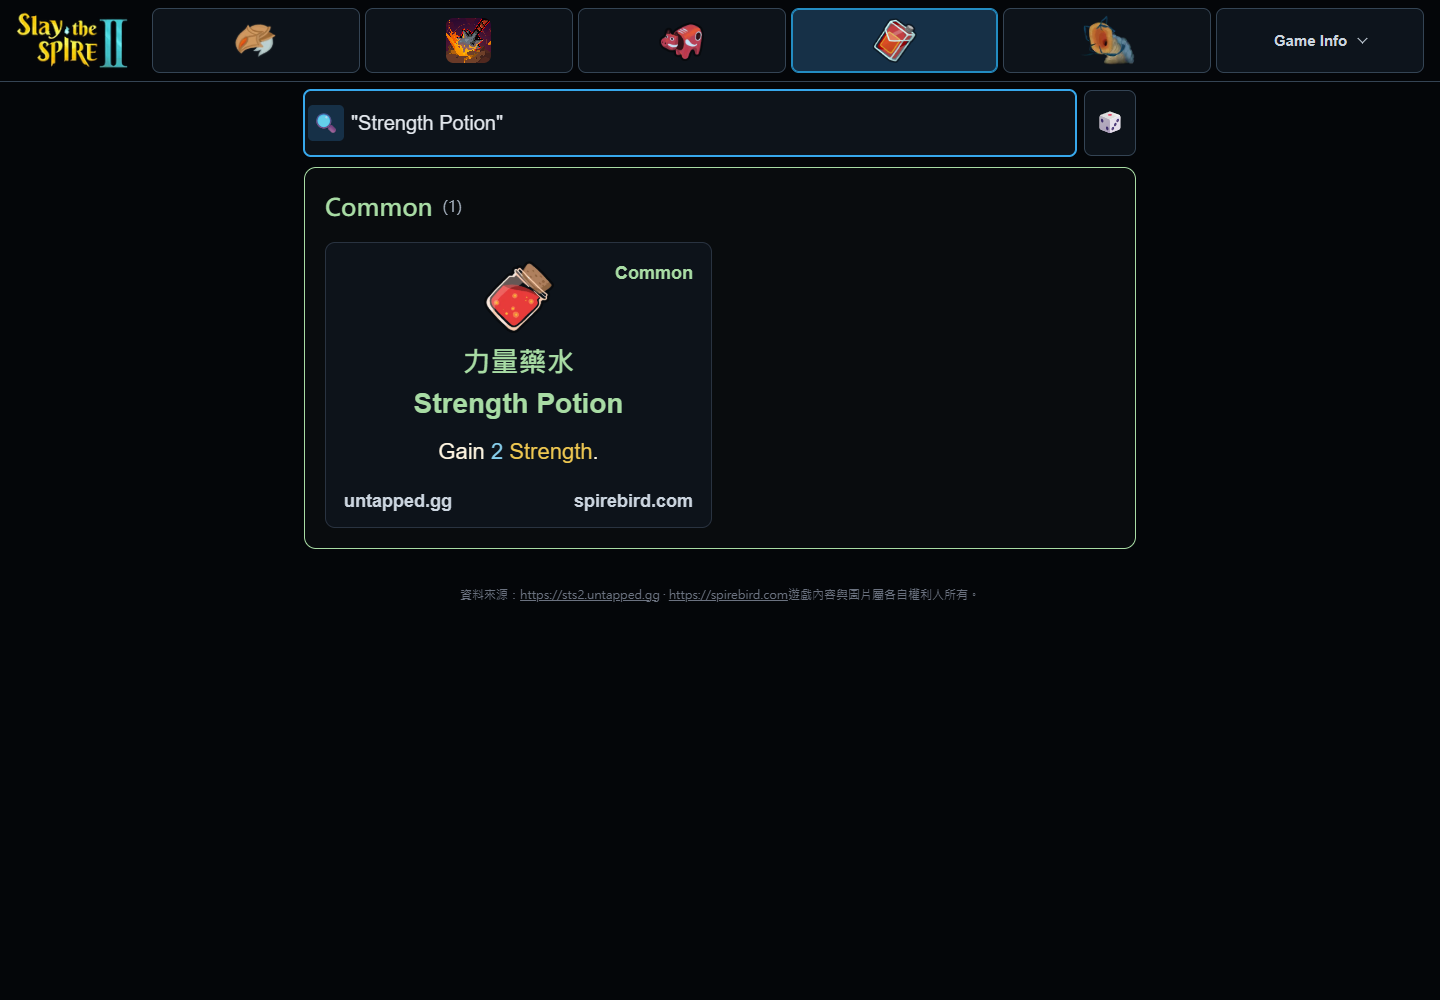 Slay the
SPIRE II
Game Info
"Strength Potion"
Common (1)
Common
力量藥水
Strength Potion
Gain 2 Strength.
untapped.gg
spirebird.com
資料來源：https://sts2.untapped.gg · https://spirebird.com遊戲內容與圖片屬各自權利人所有。